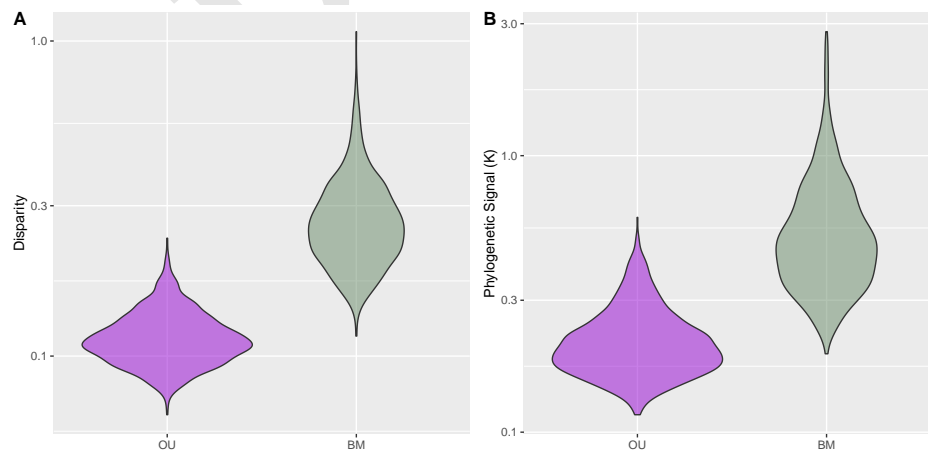 A
Disparity
1.0
0.3
0.1
OU
BM
B
Phylogenetic Signal (K)
3.0
1.0
0.3
0.1
OU
BM